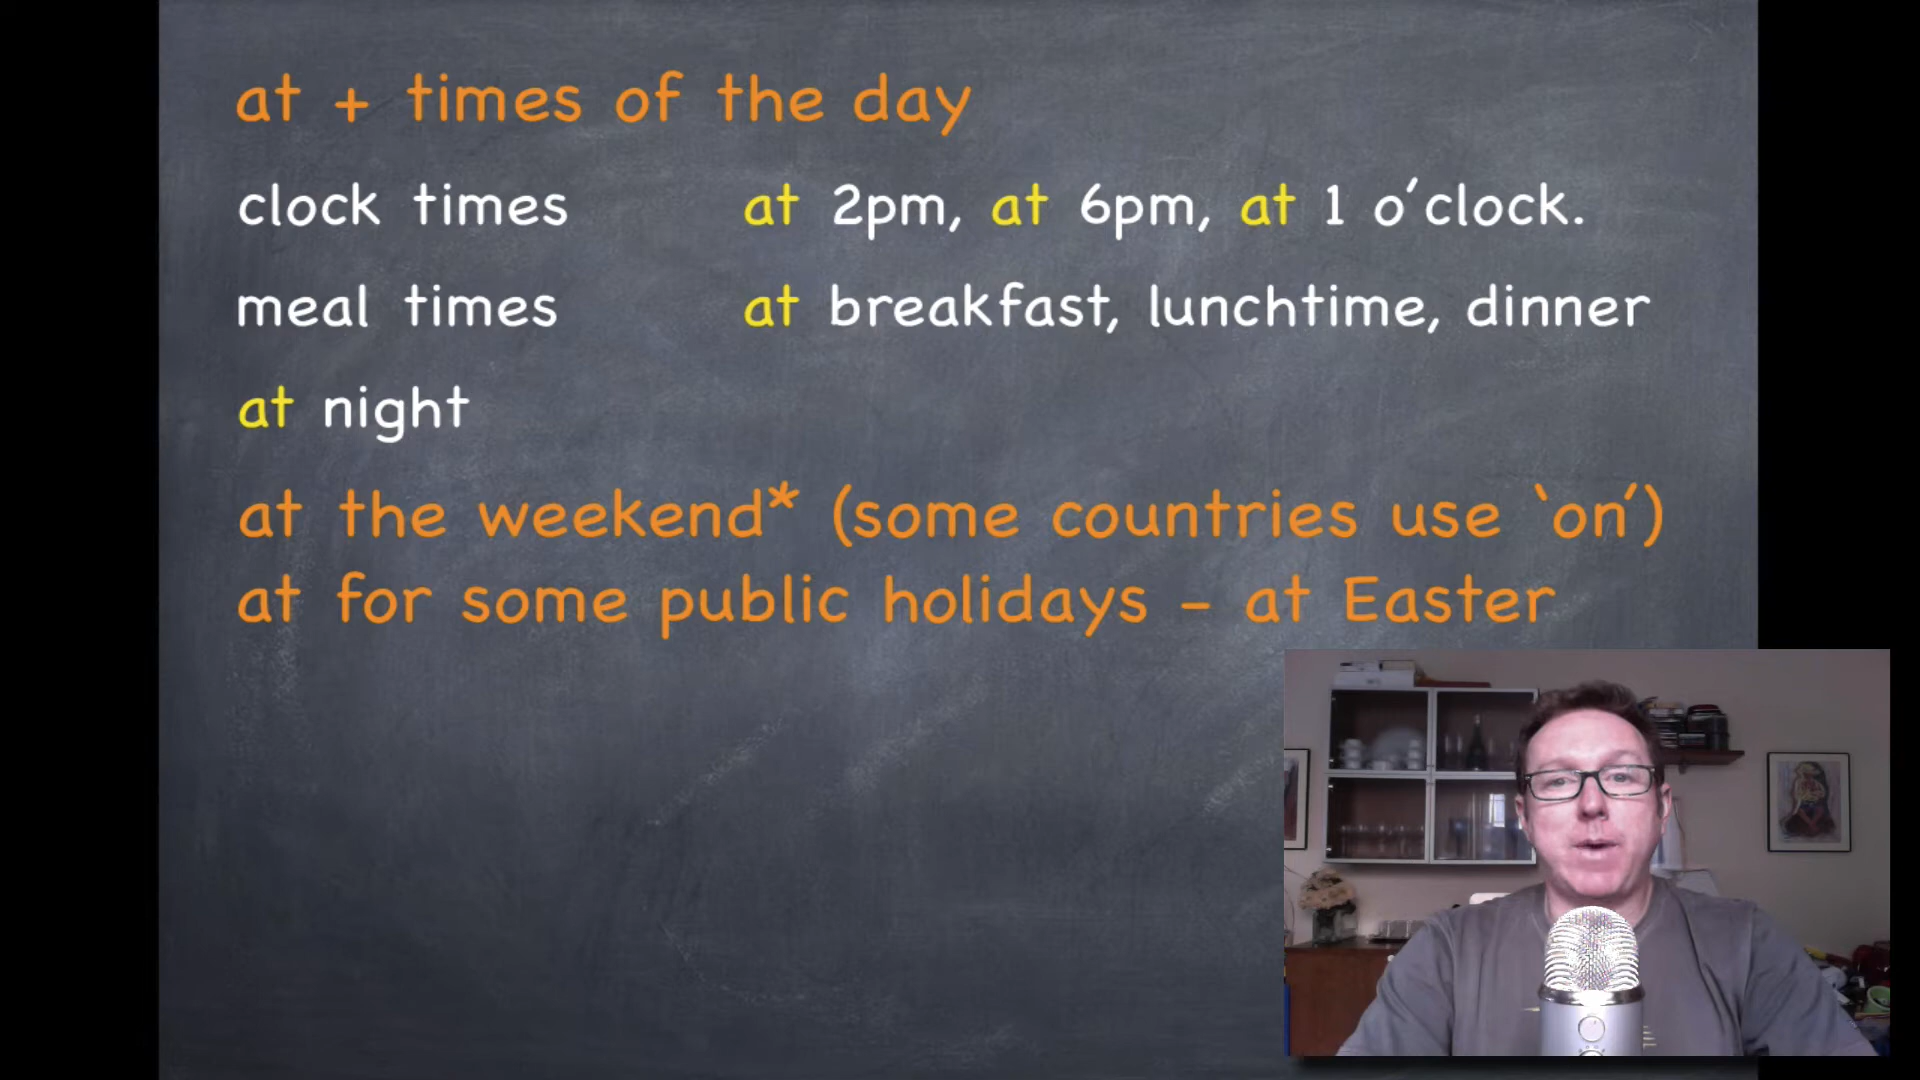 at + times of the day
clock times at 2pm, at 6pm, at 1 o'clock.
meal times at breakfast, lunchtime, dinner
at night
at the weekend* (some countries use ‘on’)
at for some public holidays - at Easter